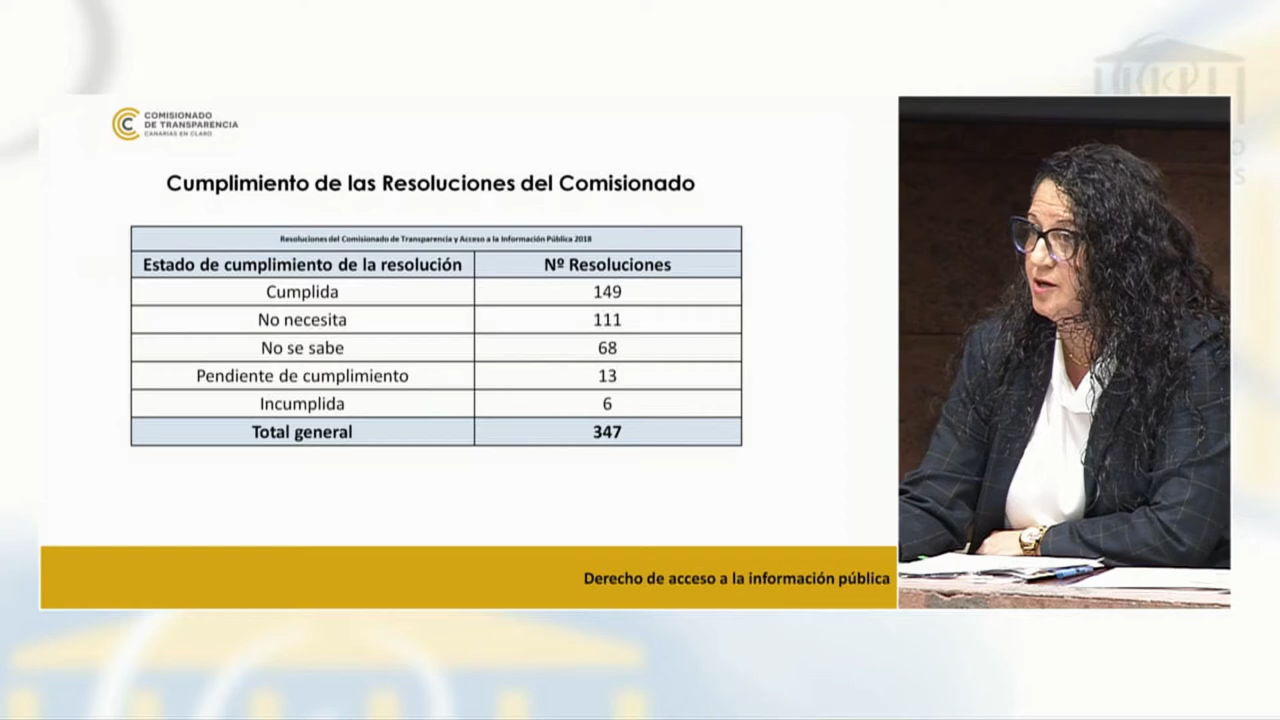 COMISIONADO
DE TRANSPARENCIA
CANARIAS EN CLARO
Cumplimiento de las Resoluciones del Comisionado
Resoluciones del Comisionado de Transparencia y Acceso a la Información Pública 2018
Estado de cumplimiento de la resolución Nº Resoluciones
Cumplida 149
No necesita 111
No se sabe 68
Pendiente de cumplimiento 13
Incumplida 6
Total general 347
Derecho de acceso a la información pública